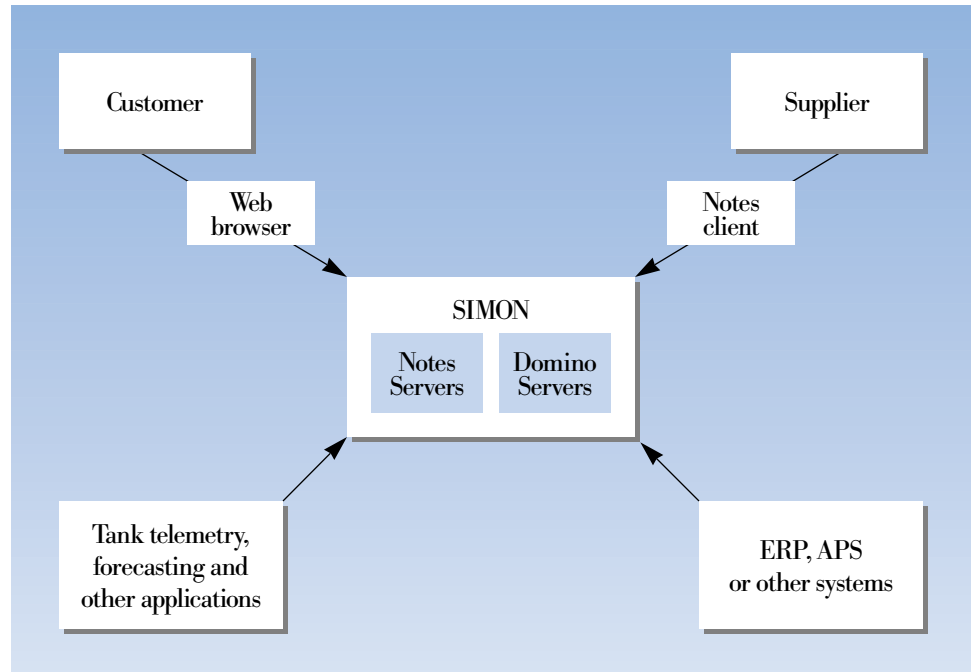 Customer
Supplier
Web
browser
Notes
client
SIMON
Notes
Servers
Domino
Servers
Tank telemetry,
forecasting and
other applications
ERP, APS
or other systems